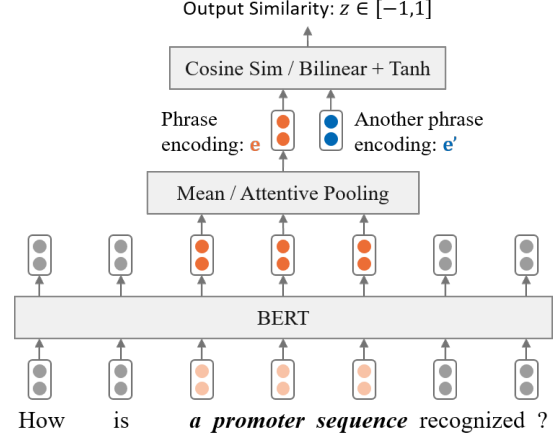 Output Similarity: z ∈ [−1,1]
Cosine Sim / Bilinear + Tanh
Phrase encoding: e
Another phrase encoding: e’
Mean / Attentive Pooling
BERT
How is a promoter sequence recognized ?